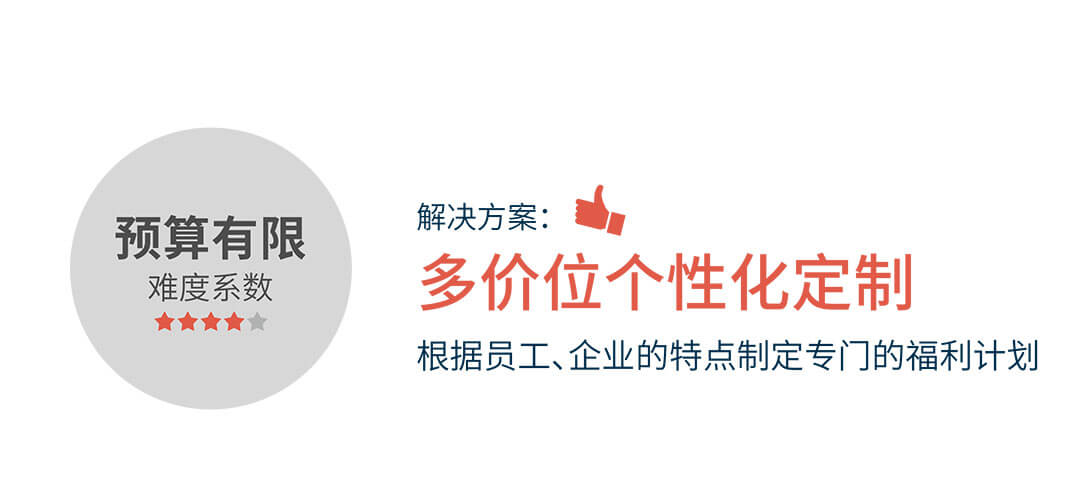 预算有限
难度系数
解决方案：
多价位个性化定制
根据员工、企业的特点制定专门的福利计划